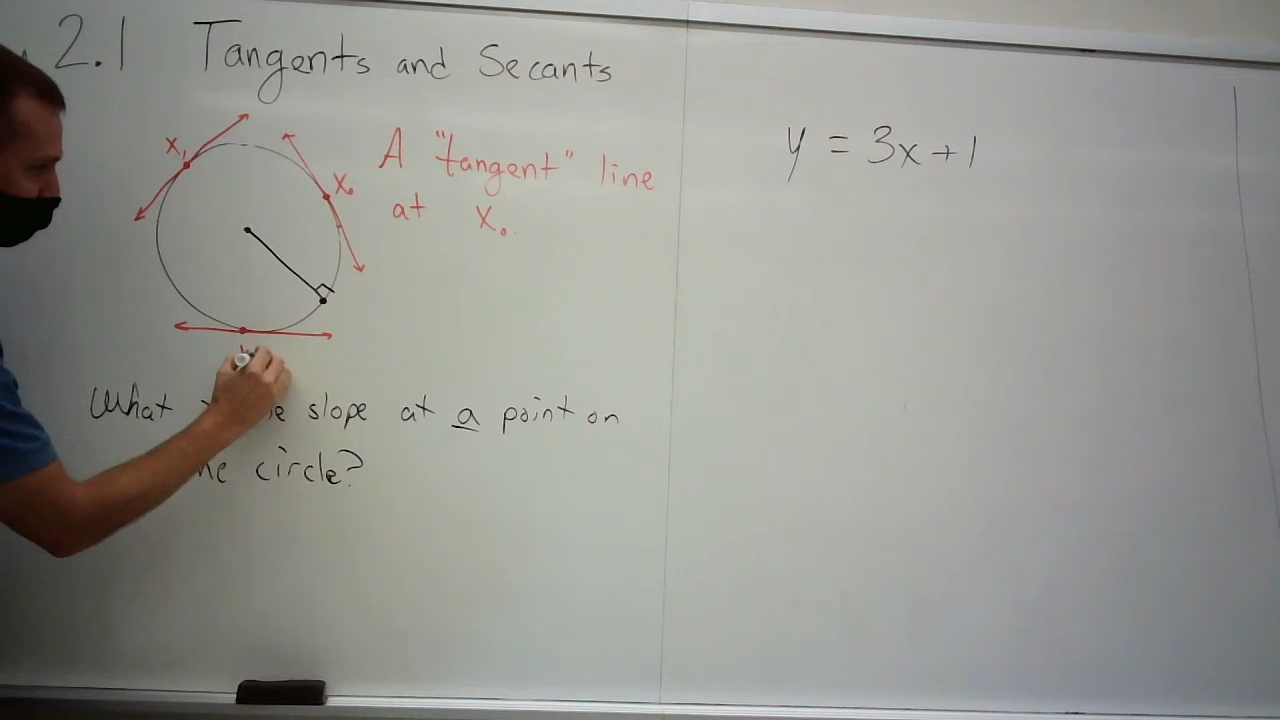 2.1 Tangents and Secants
X₁
X₀
A "tangent" line
at X₀
What slope at a point on
circle?
y = 3x + 1